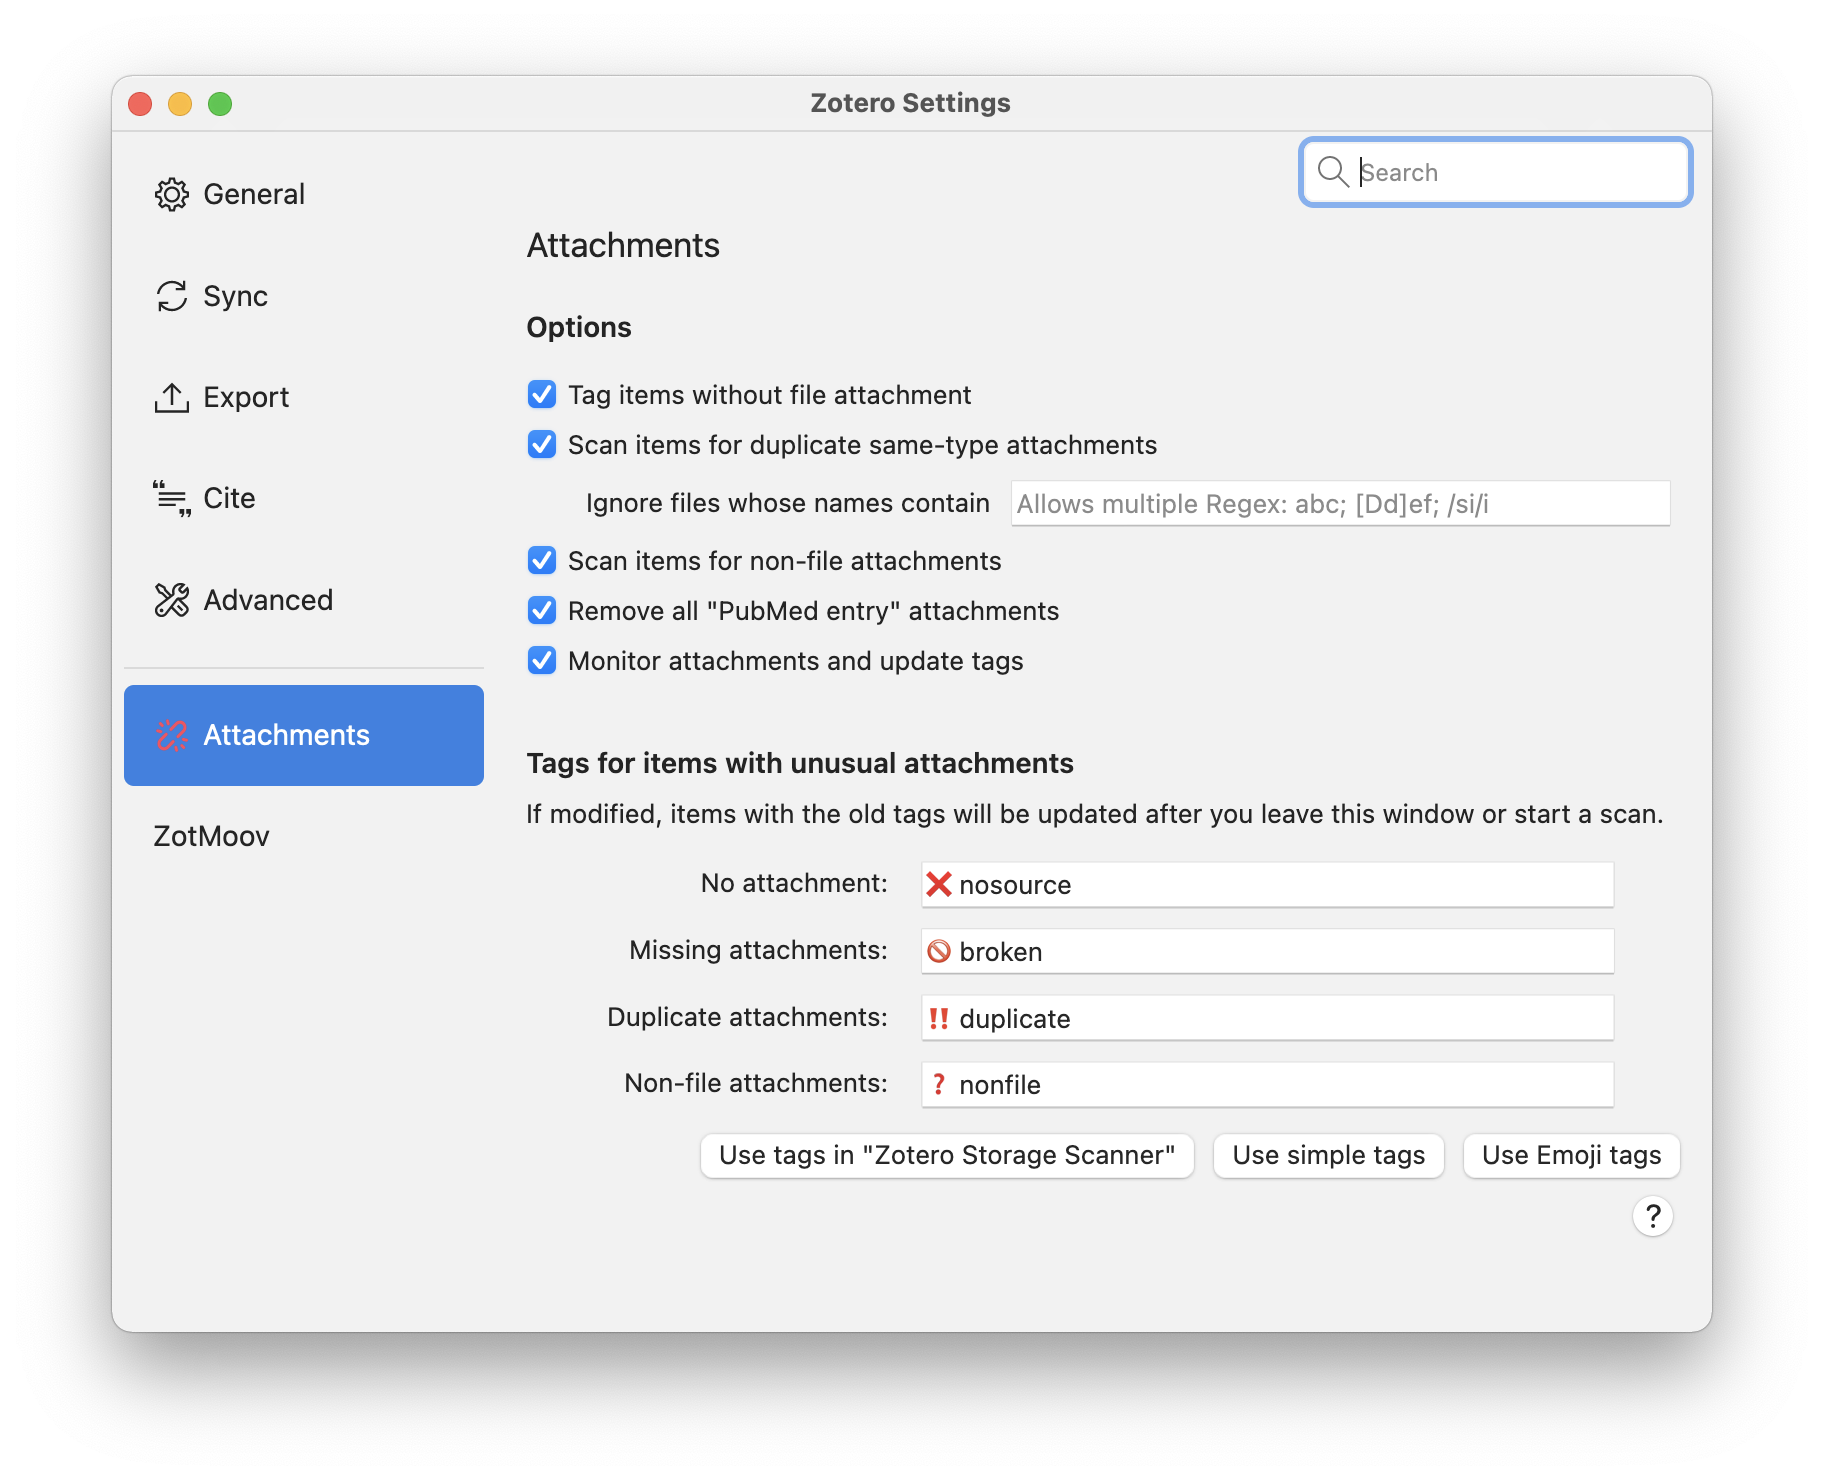 Zotero Settings
Search
General
Sync
Export
Cite
Advanced
Attachments
ZotMoov
Attachments
Options
Tag items without file attachment
Scan items for duplicate same-type attachments
Ignore files whose names contain Allows multiple Regex: abc; [Dd]ef; /si/i
Scan items for non-file attachments
Remove all "PubMed entry" attachments
Monitor attachments and update tags
Tags for items with unusual attachments
If modified, items with the old tags will be updated after you leave this window or start a scan.
No attachment: ❌ nosource
Missing attachments: 🚫 broken
Duplicate attachments: ‼️ duplicate
Non-file attachments: ❓ nonfile
Use tags in "Zotero Storage Scanner" Use simple tags Use Emoji tags
?